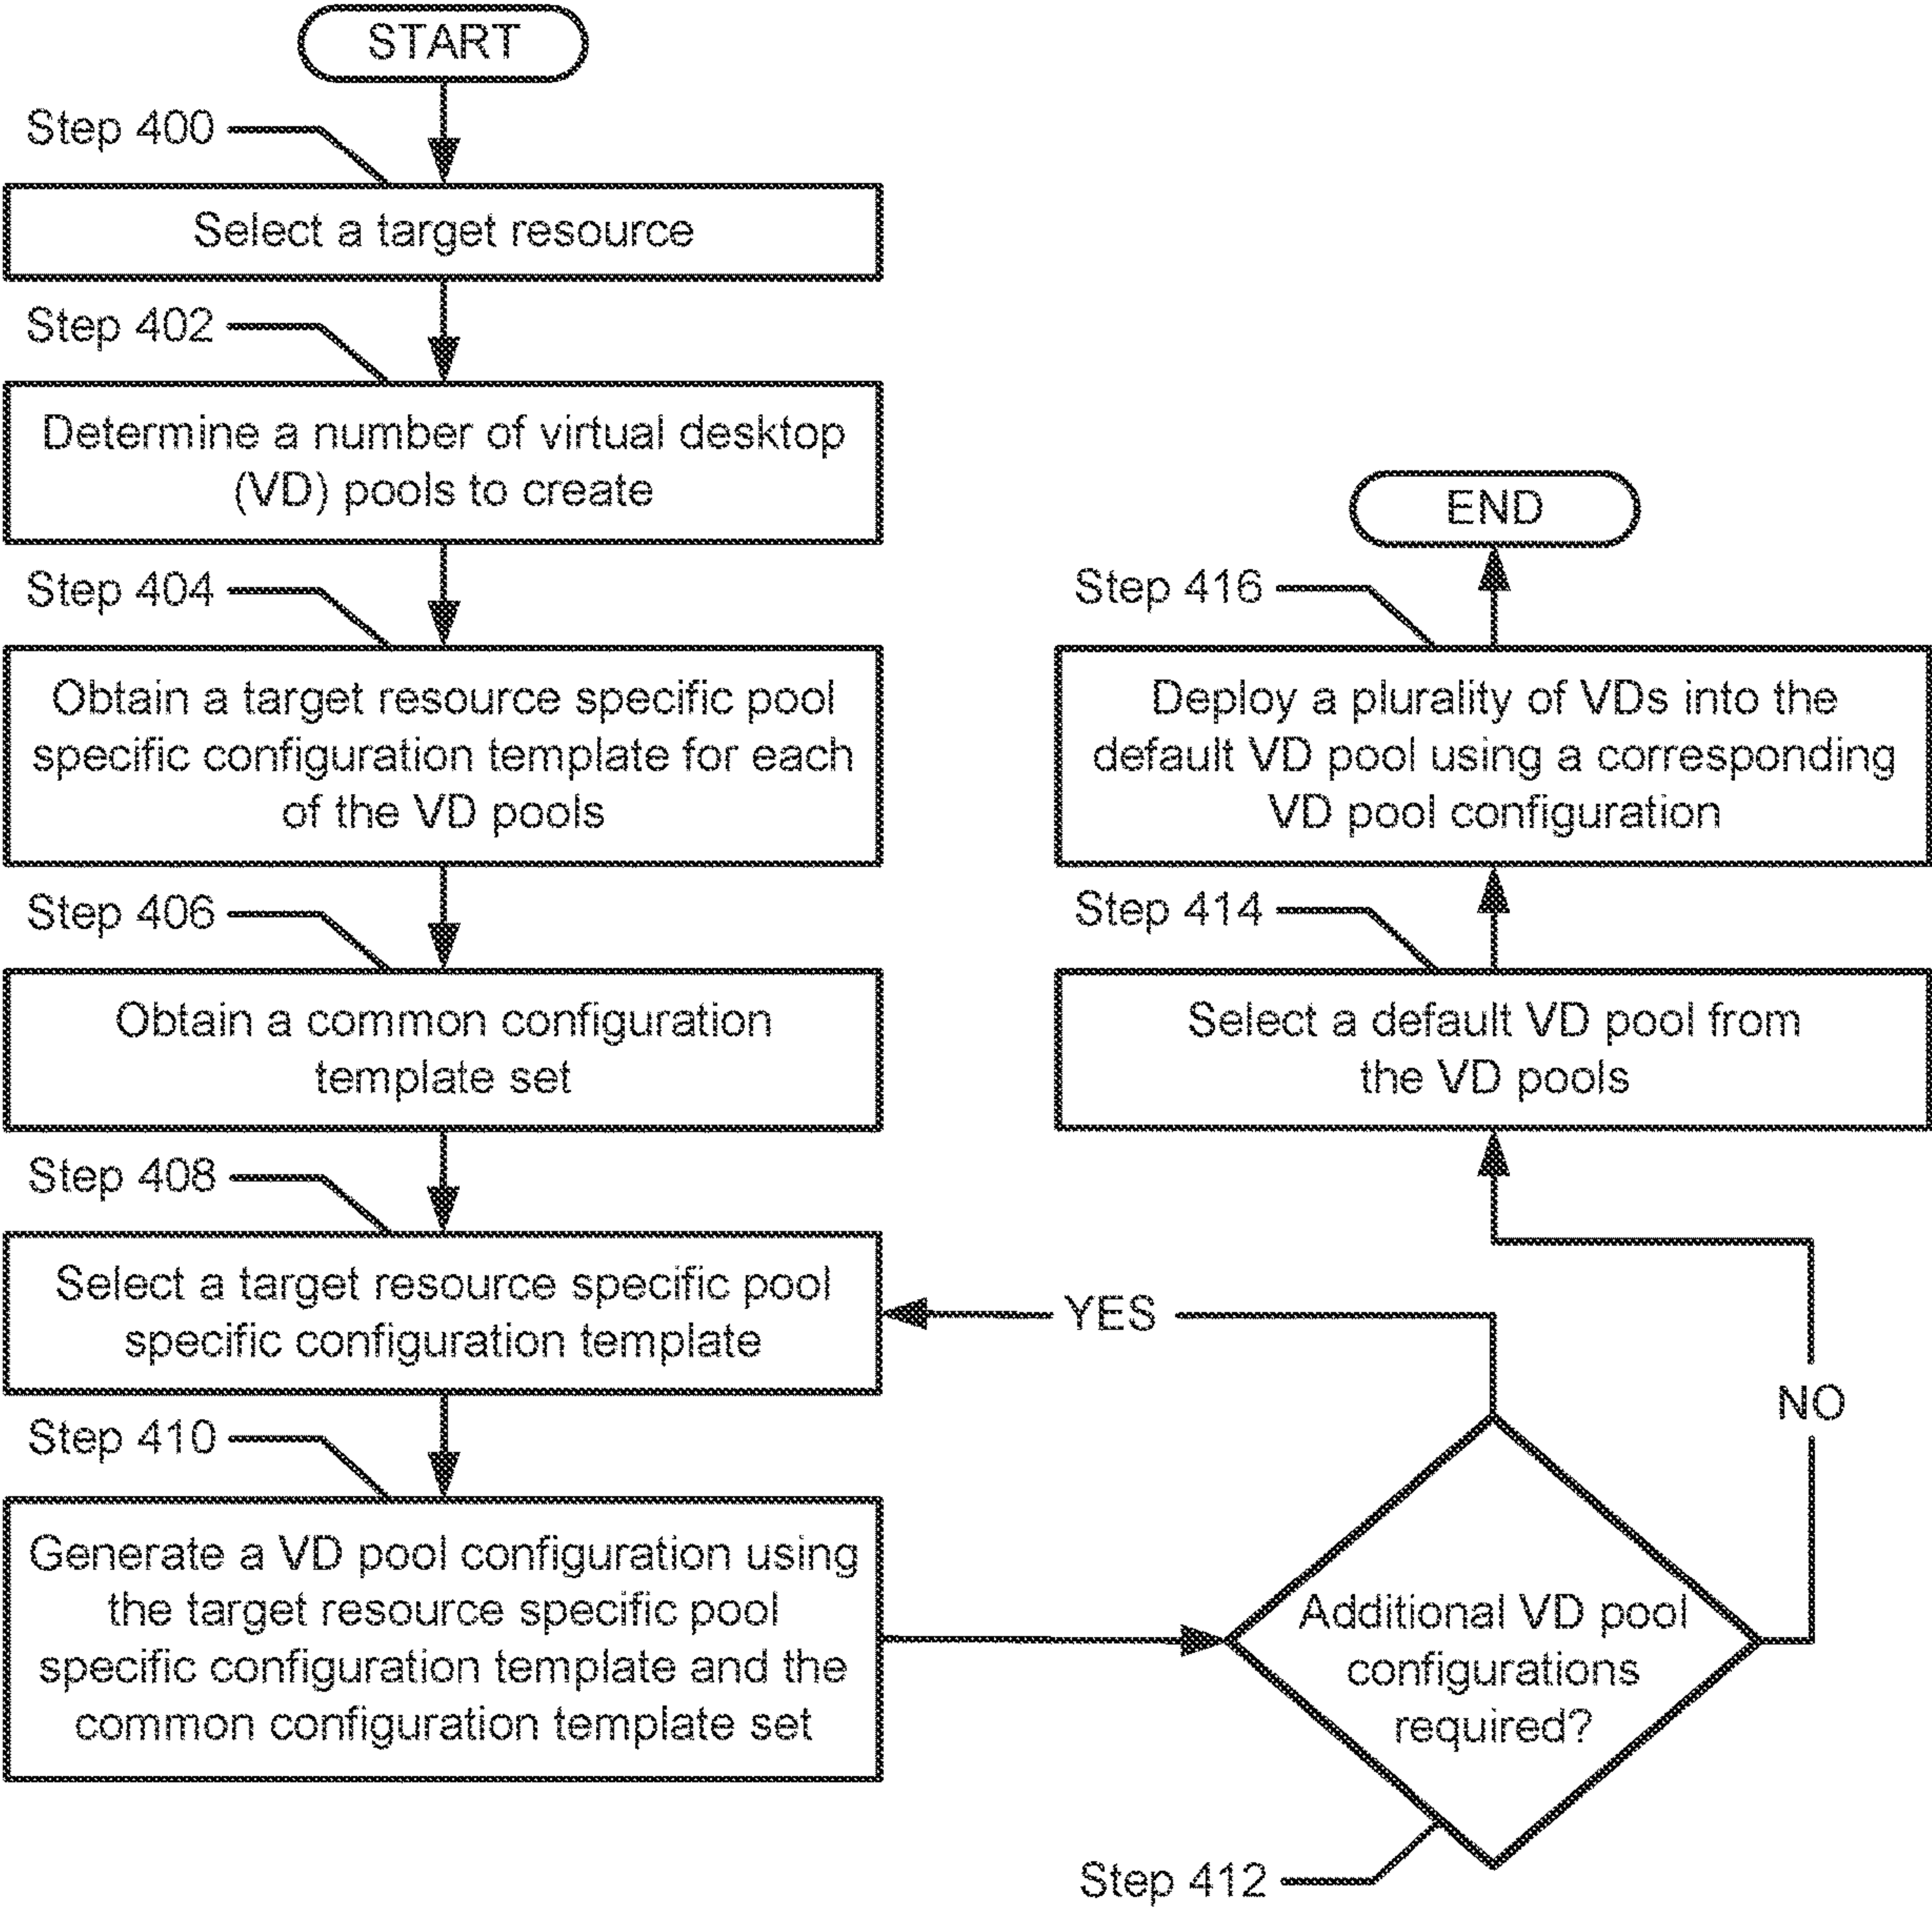 START
Step 400
Select a target resource
Step 402
Determine a number of virtual desktop
(VD) pools to create
Step 404
Obtain a target resource specific pool
specific configuration template for each
of the VD pools
Step 406
Obtain a common configuration
template set
Step 408
Select a target resource specific pool
specific configuration template
Step 410
Generate a VD pool configuration using
the target resource specific pool
specific configuration template and the
common configuration template set
END
Step 416
Deploy a plurality of VDs into the
default VD pool using a corresponding
VD pool configuration
Step 414
Select a default VD pool from
the VD pools
YES
NO
Additional VD pool
configurations
required?
Step 412